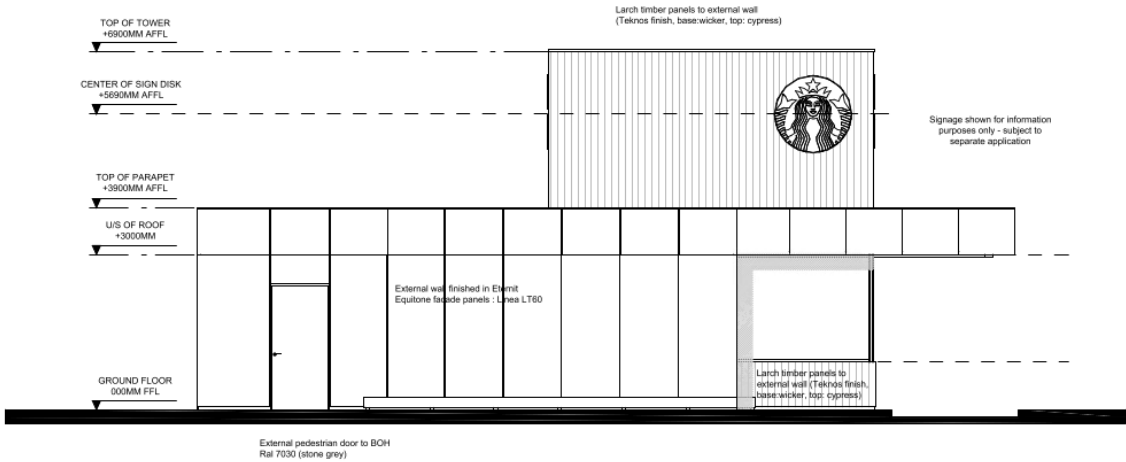 Larch timber panels to external wall
(Teknos finish, base:wicker, top: cypress)
TOP OF TOWER
+6900MM AFFL
CENTER OF SIGN DISK
+5690MM AFFL
Signage shown for information
purposes only - subject to
separate application
TOP OF PARAPET
+3900MM AFFL
U/S OF ROOF
+3000MM
External wall finished in Eternit
Equitone facade panels : Linea LT60
Larch timber panels to
external wall (Teknos finish,
base:wicker, top: cypress)
GROUND FLOOR
000MM FFL
External pedestrian door to BOH
Ral 7030 (stone grey)